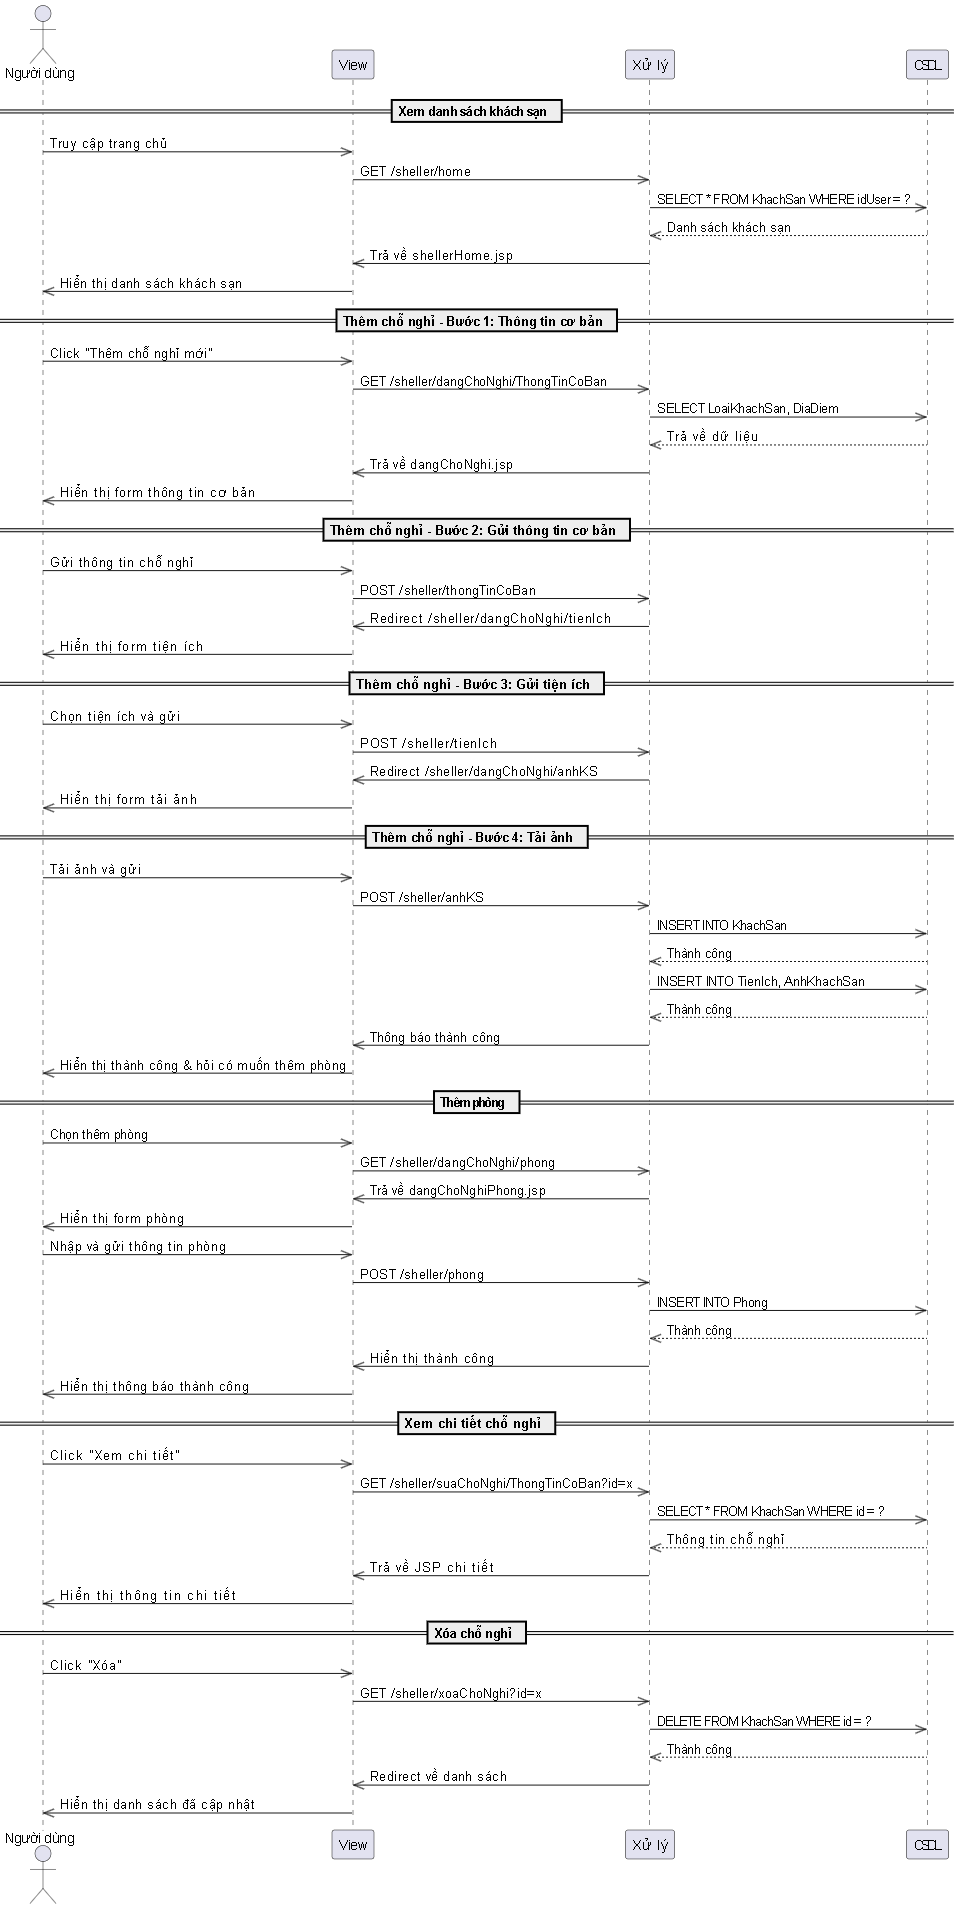 Người dùng
View
Xử lý
CSDL
Xem danh sách khách sạn
Truy cập trang chủ
GET /sheller/home
SELECT * FROM KhachSan WHERE idUser = ?
Danh sách khách sạn
Trả về shellerHome.jsp
Hiển thị danh sách khách sạn
Thêm chỗ nghỉ - Bước 1: Thông tin cơ bản
Click "Thêm chỗ nghỉ mới"
GET /sheller/dangChoNghi/ThongTinCoBan
SELECT LoaiKhachSan, DiaDiem
Trả về dữ liệu
Trả về dangChoNghi.jsp
Hiển thị form thông tin cơ bản
Thêm chỗ nghỉ - Bước 2: Gửi thông tin cơ bản
Gửi thông tin chỗ nghỉ
POST /sheller/thongTinCoBan
Redirect /sheller/dangChoNghi/tienIch
Hiển thị form tiện ích
Thêm chỗ nghỉ - Bước 3: Gửi tiện ích
Chọn tiện ích và gửi
POST /sheller/tienIch
Redirect /sheller/dangChoNghi/anhKS
Hiển thị form tải ảnh
Thêm chỗ nghỉ - Bước 4: Tải ảnh
Tải ảnh và gửi
POST /sheller/anhKS
INSERT INTO KhachSan
Thành công
INSERT INTO TienIch, AnhKhachSan
Thành công
Thông báo thành công
Hiển thị thành công & hỏi có muốn thêm phòng
Thêm phòng
Chọn thêm phòng
GET /sheller/dangChoNghi/phong
Trả về dangChoNghiPhong.jsp
Hiển thị form phòng
Nhập và gửi thông tin phòng
POST /sheller/phong
INSERT INTO Phong
Thành công
Hiển thị thành công
Hiển thị thông báo thành công
Xem chi tiết chỗ nghỉ
Click "Xem chi tiết"
GET /sheller/suaChoNghi/ThongTinCoBan?id=x
SELECT * FROM KhachSan WHERE id = ?
Thông tin chỗ nghỉ
Trả về JSP chi tiết
Hiển thị thông tin chi tiết
Xóa chỗ nghỉ
Click "Xóa"
GET /sheller/xoaChoNghi?id=x
DELETE FROM KhachSan WHERE id = ?
Thành công
Redirect về danh sách
Hiển thị danh sách đã cập nhật
Người dùng
View
Xử lý
CSDL